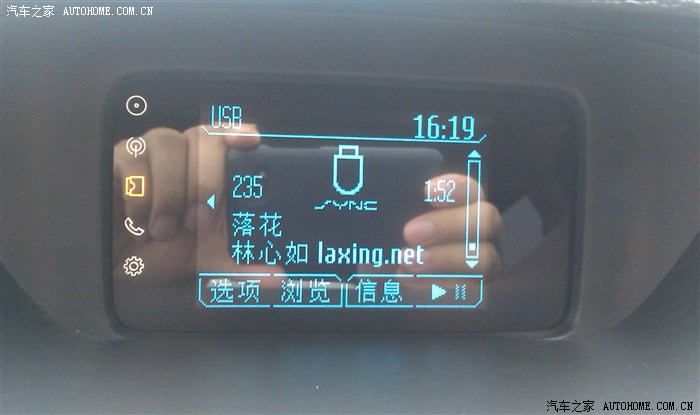 汽车之家 AUTOHOME.COM.CN
USB
16:19
235
1:52
SYNC
落花
林心如 laxing.net
选项 浏览 信息
汽车之家 AUTOHOME.COM.CN